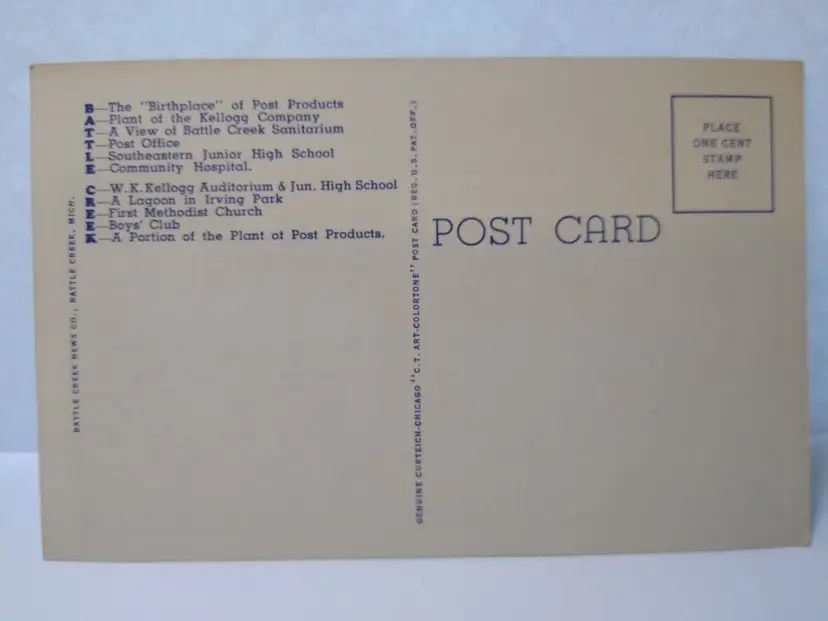 B—The "Birthplace" of Post Products
A—Plant of the Kellogg Company
T—A View of Battle Creek Sanitarium
T—Post Office
L—Southeastern Junior High School
E—Community Hospital.
C—W. K. Kellogg Auditorium & Jun. High School
R—A Lagoon in Irving Park
E—First Methodist Church
E—Boys' Club
K—A Portion of the Plant of Post Products.
BATTLE CREEK NEWS CO., BATTLE CREEK, MICH.
GENUINE CURTEICH-CHICAGO "C.T. ART-COLORTONE" POST CARD (REG. U.S. PAT. OFF.)
POST CARD
PLACE
ONE CENT
STAMP
HERE